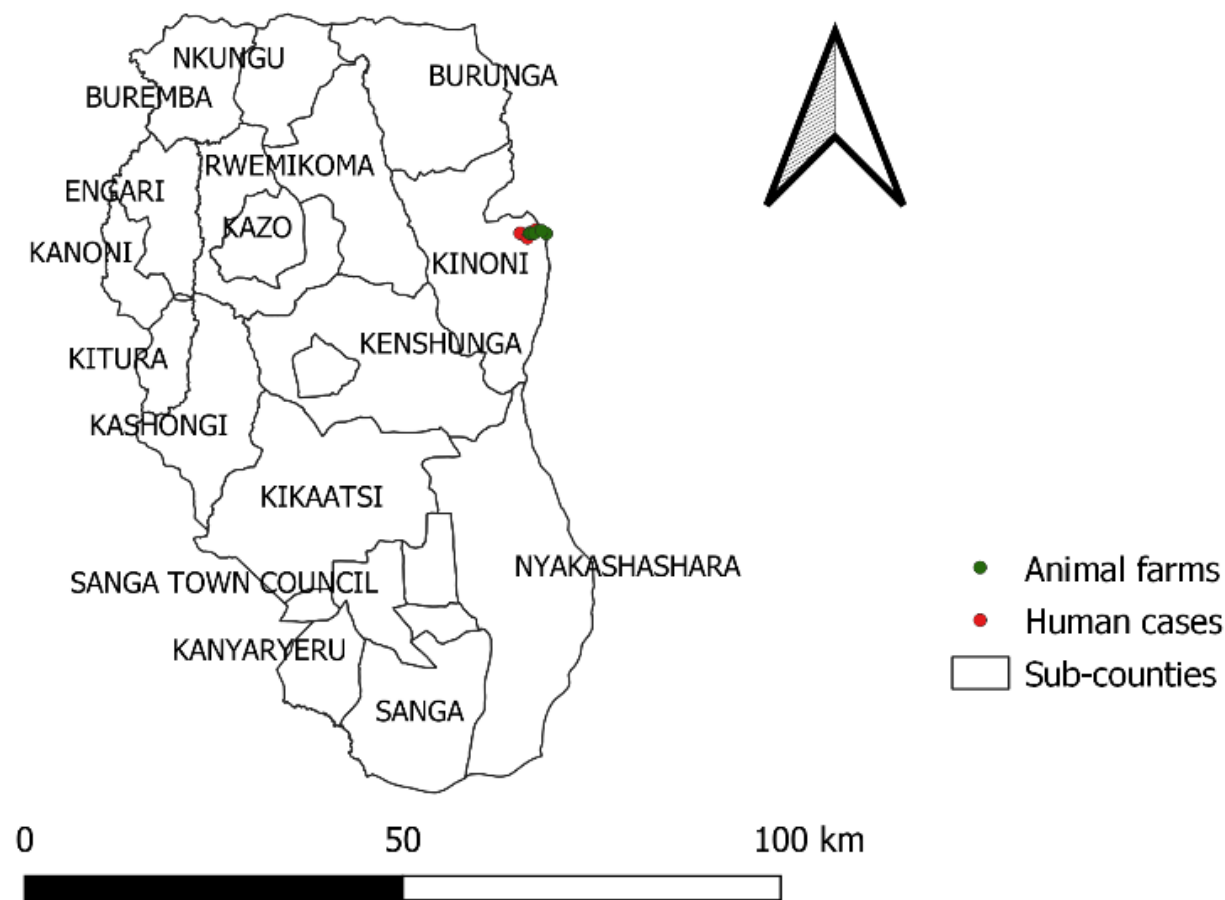 NKUNGU
BURUNGA
BUREMBA
RWEMIKOMA
ENGARI
KAZO
KANONI
KINONI
KENSHUNGA
KITURA
KASHONGI
KIKAATSI
NYAKASHASHARA
SANGA TOWN COUNCIL
KANYARYERU
SANGA
Animal farms
Human cases
Sub-counties
0 50 100 km